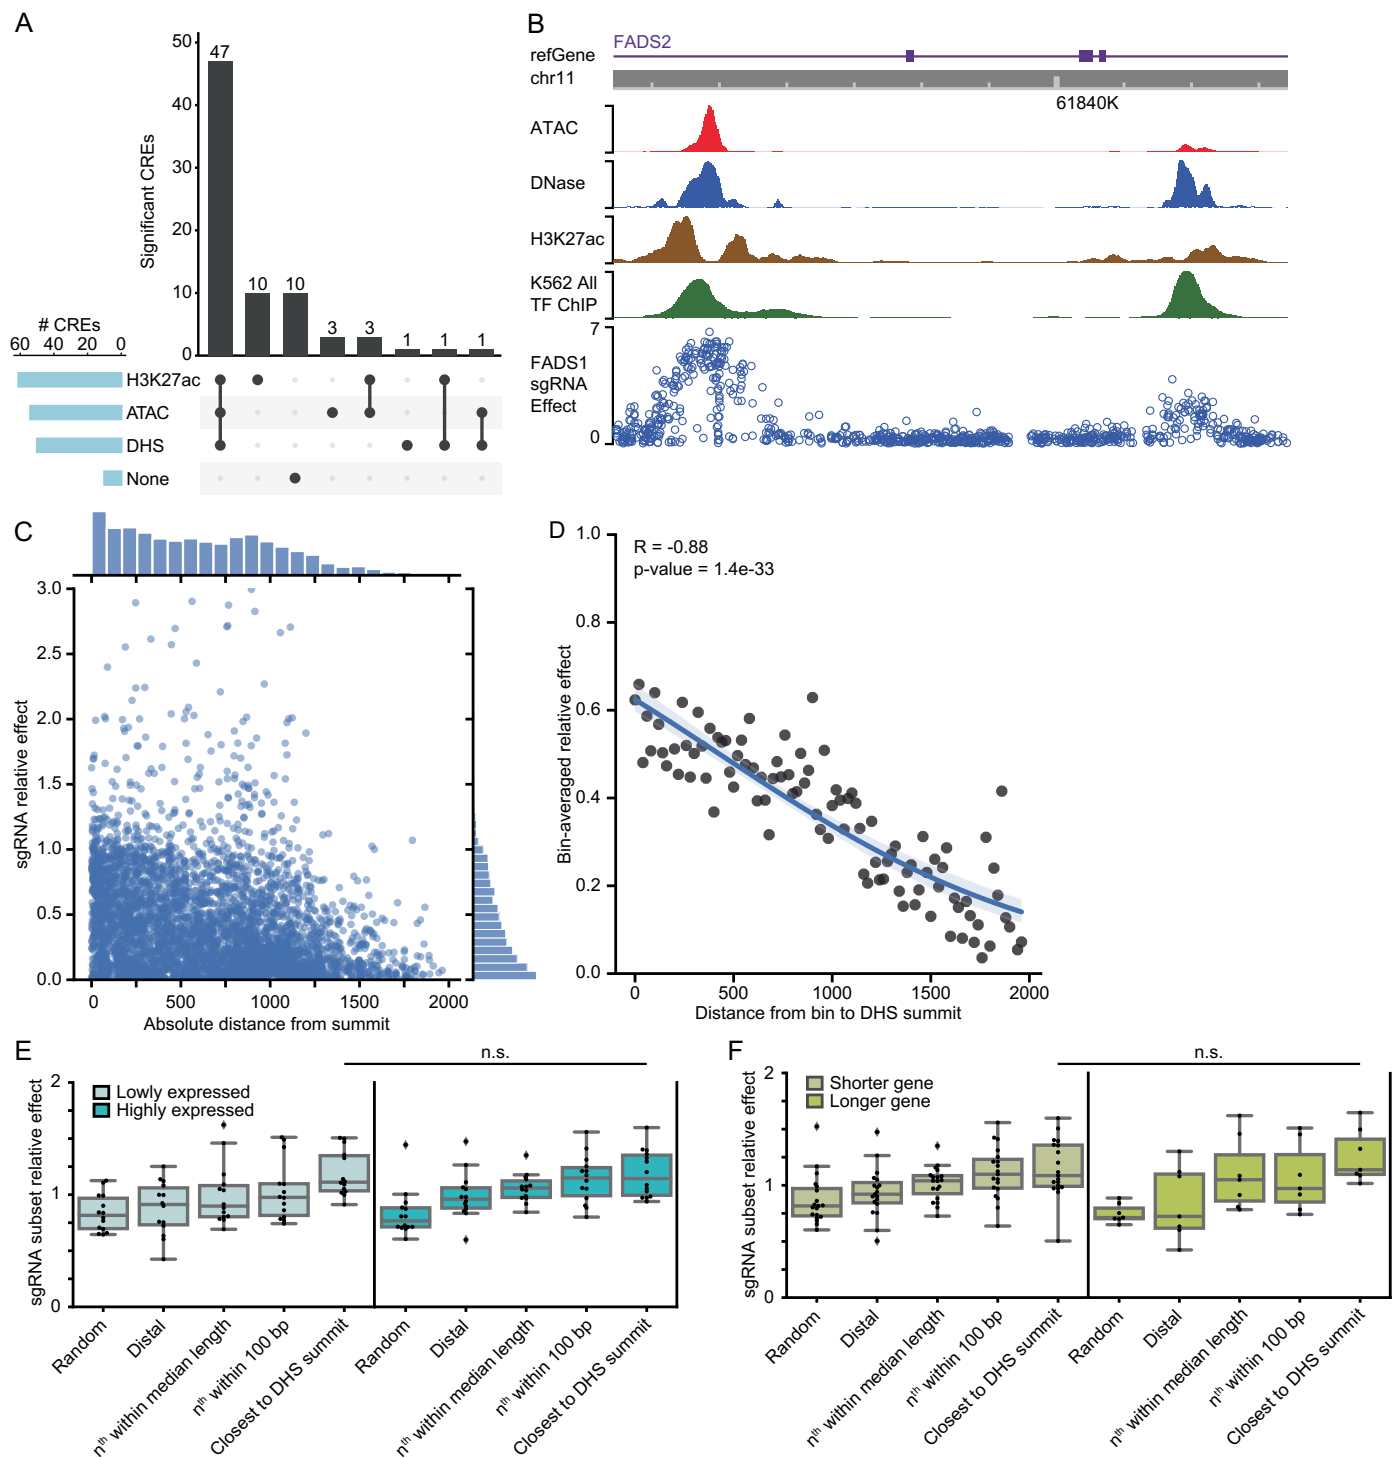 A
50
40
30
20
10
0
Significant CREs
47
10
10
3
3
1
1
1
# CREs
60 40 20 0
H3K27ac
ATAC
DHS
None
B
FADS2
refGene
chr11
61840K
ATAC
DNase
H3K27ac
K562 All
TF ChIP
7
FADS1
sgRNA
Effect
0
C
3.0
2.5
2.0
1.5
1.0
0.5
0.0
sgRNA relative effect
0 500 1000 1500 2000
Absolute distance from summit
D
1.0
0.8
0.6
0.4
0.2
0.0
Bin-averaged relative effect
R = -0.88
p-value = 1.4e-33
0 500 1000 1500 2000
Distance from bin to DHS summit
E
n.s.
2
1
0
sgRNA subset relative effect
Lowly expressed
Highly expressed
Random
Distal
nth within median length
nth within 100 bp
Closest to DHS summit
Random
Distal
nth within median length
nth within 100 bp
Closest to DHS summit
F
n.s.
2
1
0
sgRNA subset relative effect
Shorter gene
Longer gene
Random
Distal
nth within median length
nth within 100 bp
Closest to DHS summit
Random
Distal
nth within median length
nth within 100 bp
Closest to DHS summit